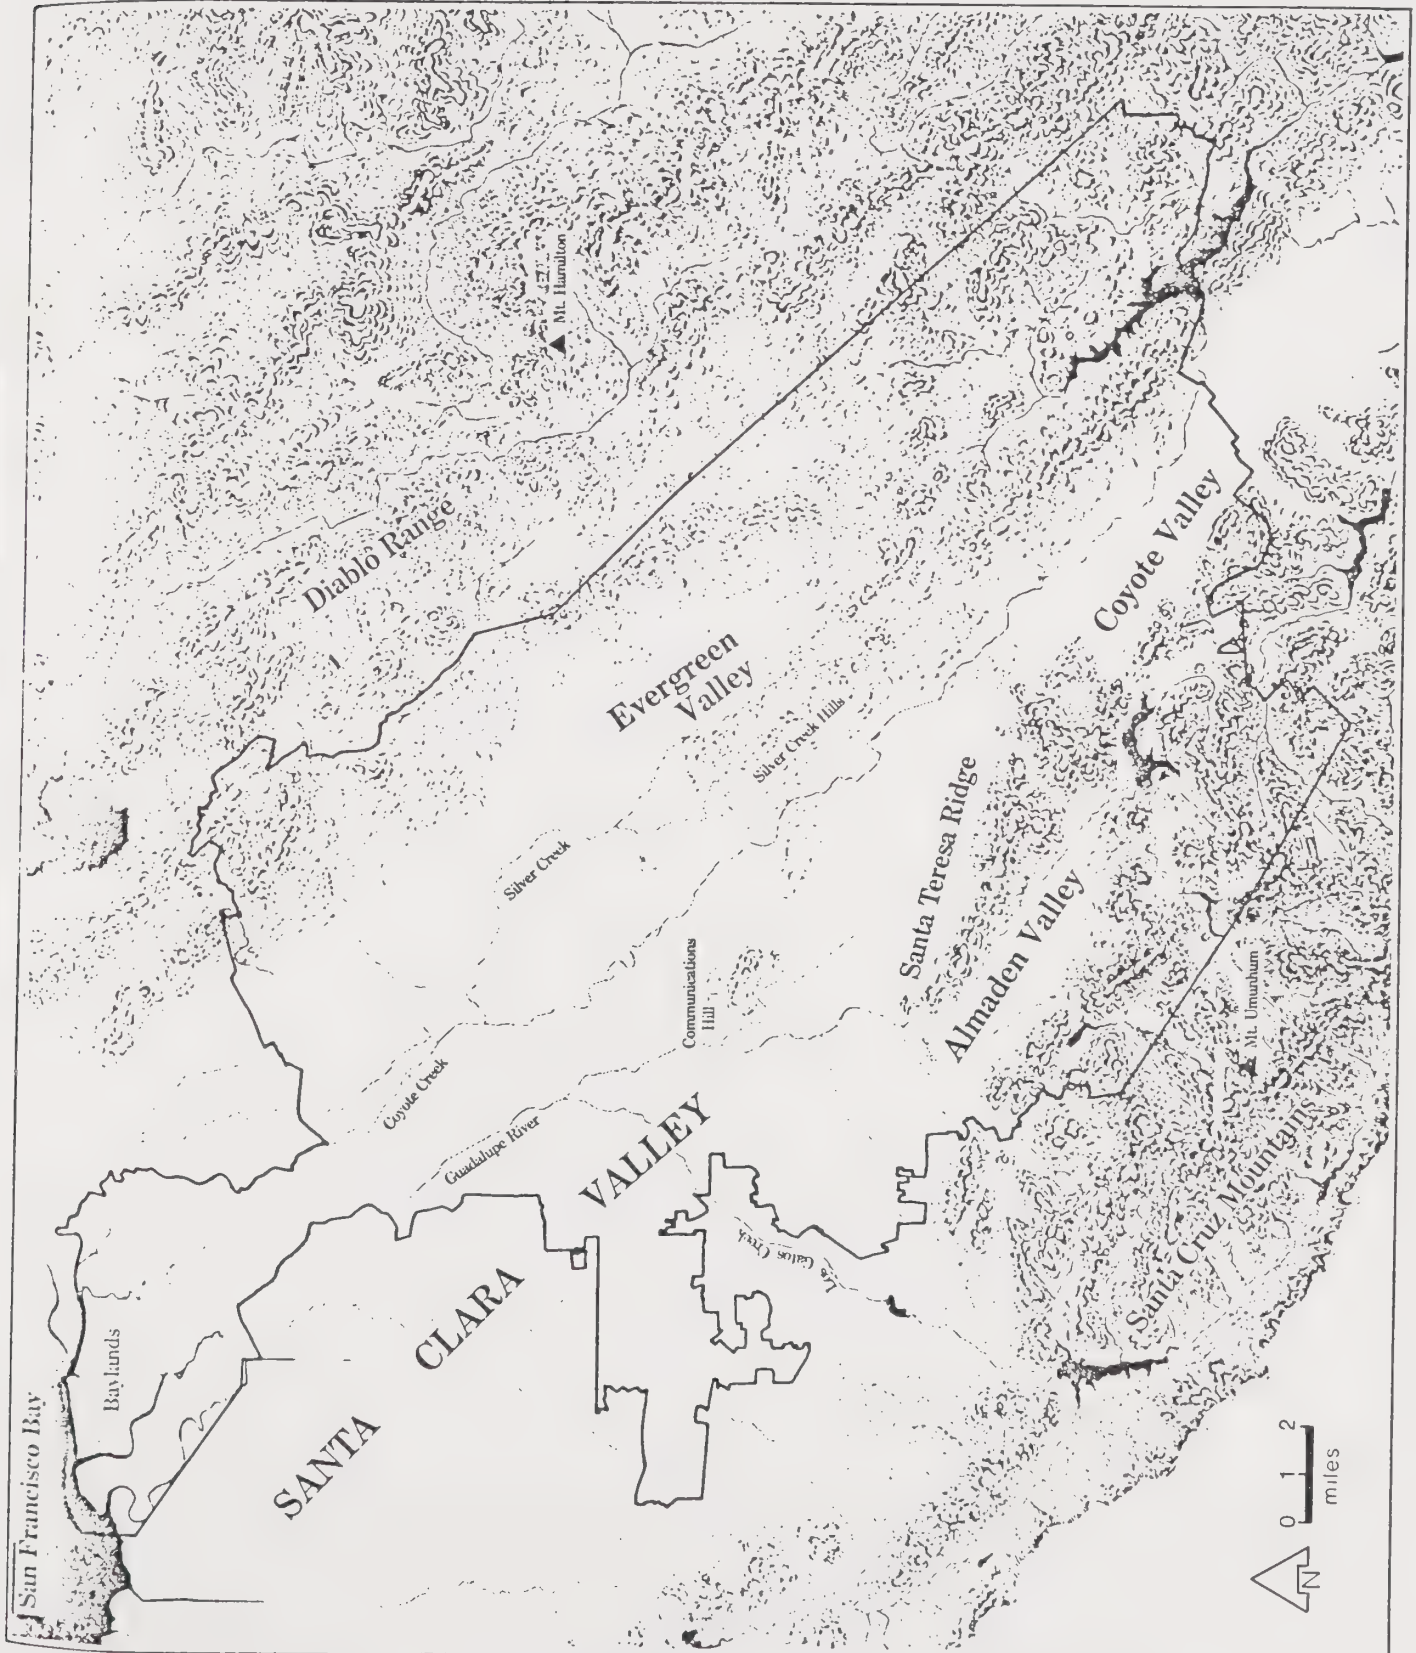 San Francisco Bay
Baylands
Diablo Range
Mt. Hamilton
SANTA
CLARA
VALLEY
Coyote Creek
Guadalupe River
Silver Creek
Evergreen
Valley
Silver Creek Hills
Communications
Hill
Los Gatos Creek
Santa Teresa Ridge
Almaden Valley
Coyote Valley
Mt. Umunhum
Santa Cruz Mountains
N
0 1 2
miles